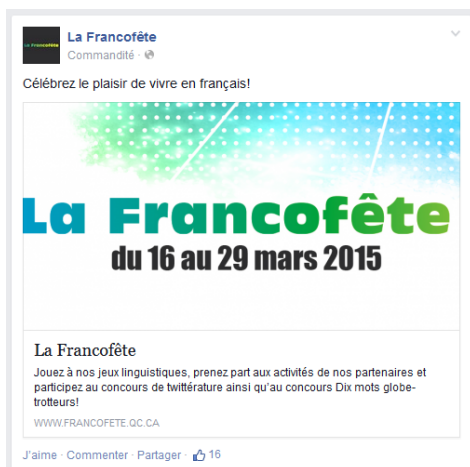 La Francofête
La Francofête
Commandité ·
Célébrez le plaisir de vivre en français!
La Francofête
du 16 au 29 mars 2015
La Francofête
Jouez à nos jeux linguistiques, prenez part aux activités de nos partenaires et
participez au concours de twittérature ainsi qu'au concours Dix mots globe-
trotteurs!
WWW.FRANCOFETE.QC.CA
J'aime · Commenter · Partager · 16